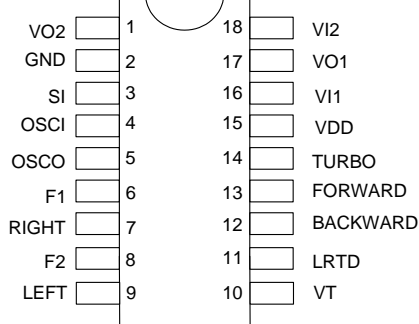 VO2 1 18 VI2
GND 2 17 VO1
SI 3 16 VI1
OSCI 4 15 VDD
OSCO 5 14 TURBO
F1 6 13 FORWARD
RIGHT 7 12 BACKWARD
F2 8 11 LRTD
LEFT 9 10 VT